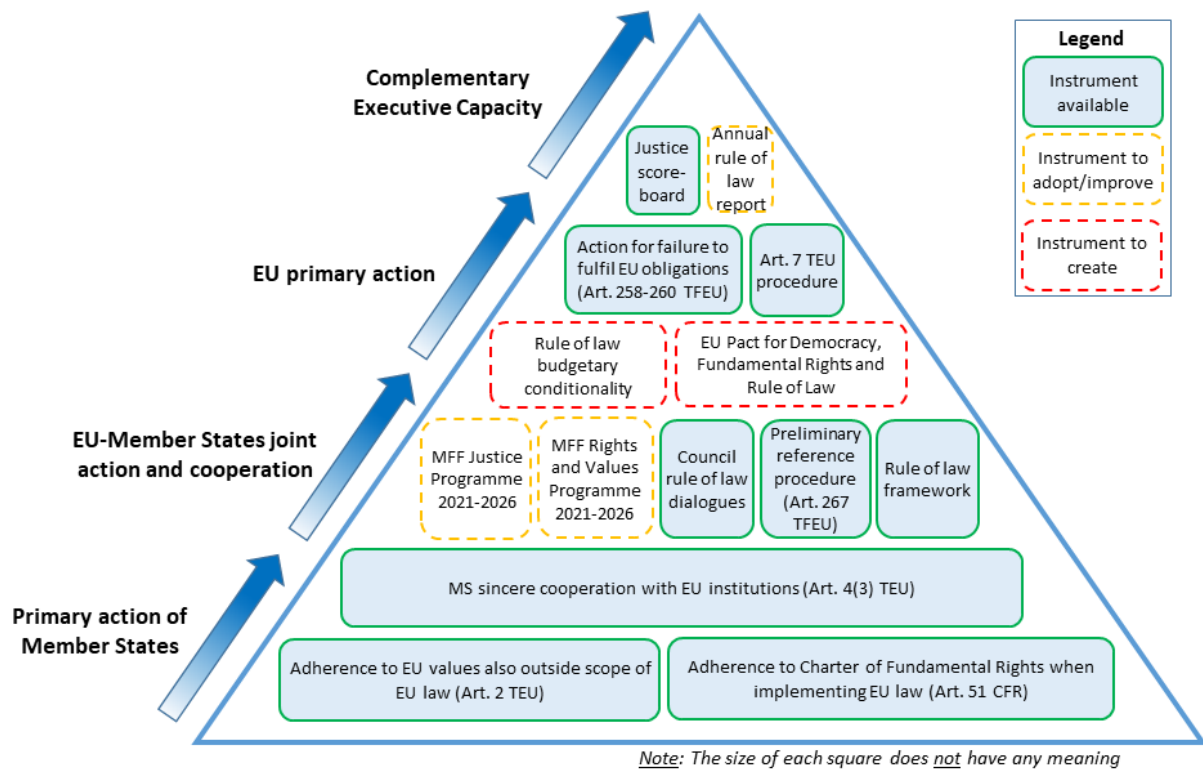 Complementary
Executive Capacity
EU primary action
EU-Member States joint
action and cooperation
Primary action of
Member States
Justice
score-
board
Annual
rule of
law
report
Action for failure to
fulfil EU obligations
(Art. 258-260 TFEU)
Art. 7 TEU
procedure
Rule of law
budgetary
conditionality
EU Pact for Democracy,
Fundamental Rights and
Rule of Law
MFF Justice
Programme
2021-2026
MFF Rights
and Values
Programme
2021-2026
Council
rule of law
dialogues
Preliminary
reference
procedure
(Art. 267
TFEU)
Rule of law
framework
MS sincere cooperation with EU institutions (Art. 4(3) TEU)
Adherence to EU values also outside scope of
EU law (Art. 2 TEU)
Adherence to Charter of Fundamental Rights when
implementing EU law (Art. 51 CFR)
Legend
Instrument
available
Instrument to
adopt/improve
Instrument to
create
Note: The size of each square does not have any meaning